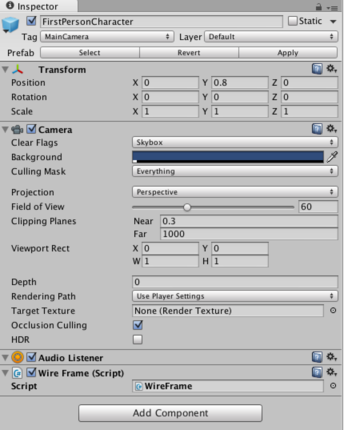 Inspector
FirstPersonCharacter Static
Tag MainCamera Layer Default
Prefab Select Revert Apply
Transform
Position X 0 Y 0.8 Z 0
Rotation X 0 Y 0 Z 0
Scale X 1 Y 1 Z 1
Camera
Clear Flags Skybox
Background
Culling Mask Everything
Projection Perspective
Field of View 60
Clipping Planes Near 0.3
Far 1000
Viewport Rect X 0 Y 0
W 1 H 1
Depth 0
Rendering Path Use Player Settings
Target Texture None (Render Texture)
Occlusion Culling
HDR
Audio Listener
Wire Frame (Script)
Script WireFrame
Add Component